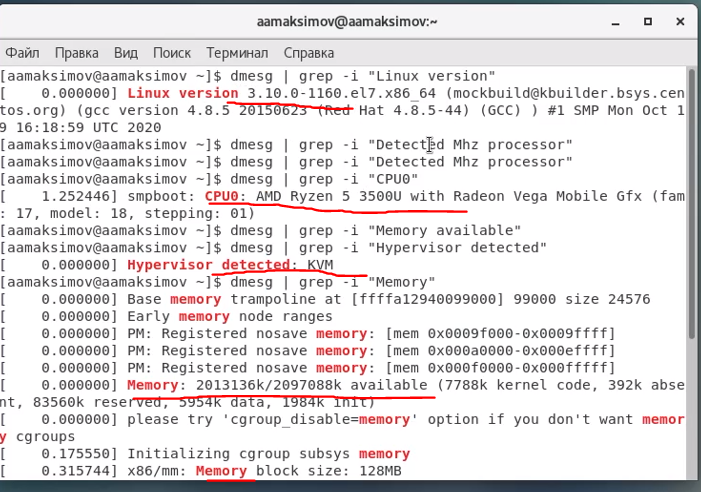 aamaksimov@aamaksimov:~
Файл Правка Вид Поиск Терминал Справка
[aamaksimov@aamaksimov ~]$ dmesg | grep -i "Linux version"
[    0.000000] Linux version 3.10.0-1160.el7.x86_64 (mockbuild@kbuilder.bsys.cen
tos.org) (gcc version 4.8.5 20150623 (Red Hat 4.8.5-44) (GCC) ) #1 SMP Mon Oct 1
9 16:18:59 UTC 2020
[aamaksimov@aamaksimov ~]$ dmesg | grep -i "Detected Mhz processor"
[aamaksimov@aamaksimov ~]$ dmesg | grep -i "Detected Mhz processor"
[aamaksimov@aamaksimov ~]$ dmesg | grep -i "CPU0"
[    1.252446] smpboot: CPU0: AMD Ryzen 5 3500U with Radeon Vega Mobile Gfx (fam
: 17, model: 18, stepping: 01)
[aamaksimov@aamaksimov ~]$ dmesg | grep -i "Memory available"
[aamaksimov@aamaksimov ~]$ dmesg | grep -i "Hypervisor detected"
[    0.000000] Hypervisor detected: KVM
[aamaksimov@aamaksimov ~]$ dmesg | grep -i "Memory"
[    0.000000] Base memory trampoline at [ffffa12940099000] 99000 size 24576
[    0.000000] Early memory node ranges
[    0.000000] PM: Registered nosave memory: [mem 0x0009f000-0x0009ffff]
[    0.000000] PM: Registered nosave memory: [mem 0x000a0000-0x000effff]
[    0.000000] PM: Registered nosave memory: [mem 0x000f0000-0x000fffff]
[    0.000000] Memory: 2013136k/2097088k available (7788k kernel code, 392k abse
nt, 83560k reserved, 5954k data, 1984k init)
[    0.000000] please try 'cgroup_disable=memory' option if you don't want memor
y cgroups
[    0.175550] Initializing cgroup subsys memory
[    0.315744] x86/mm: Memory block size: 128MB